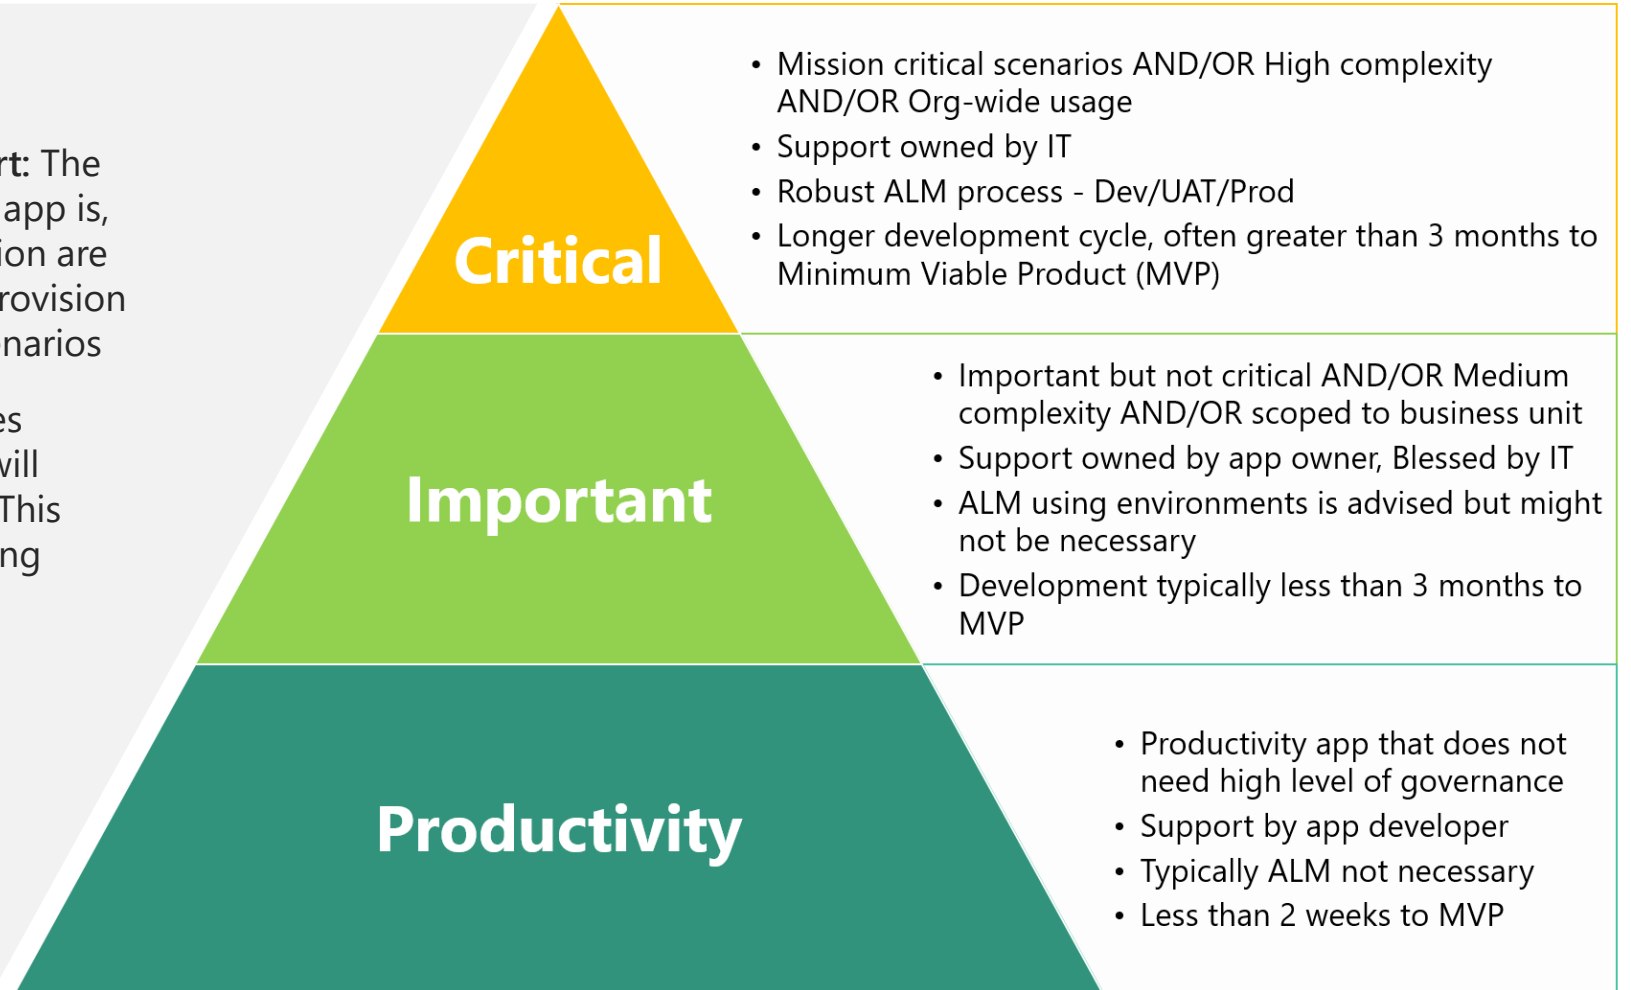 rt: The
app is,
ion are
rovision
enarios
es
will
This
ng
Critical
• Mission critical scenarios AND/OR High complexity
AND/OR Org-wide usage
• Support owned by IT
• Robust ALM process - Dev/UAT/Prod
• Longer development cycle, often greater than 3 months to
Minimum Viable Product (MVP)
Important
• Important but not critical AND/OR Medium
complexity AND/OR scoped to business unit
• Support owned by app owner, Blessed by IT
• ALM using environments is advised but might
not be necessary
• Development typically less than 3 months to
MVP
Productivity
• Productivity app that does not
need high level of governance
• Support by app developer
• Typically ALM not necessary
• Less than 2 weeks to MVP